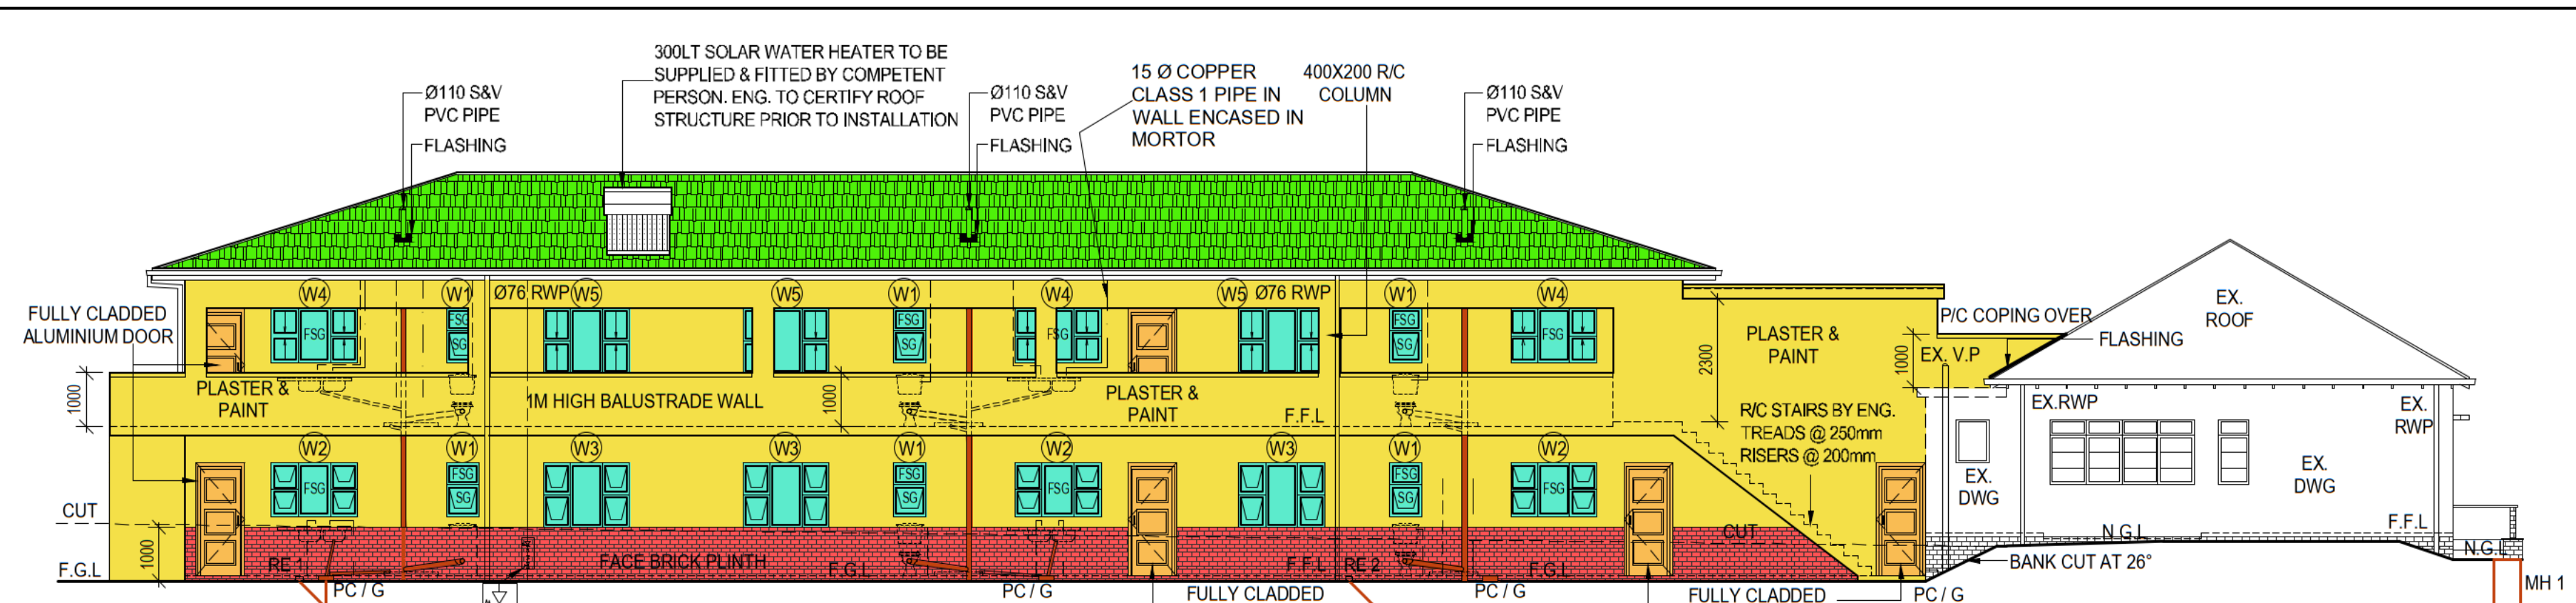 300LT SOLAR WATER HEATER TO BE
SUPPLIED & FITTED BY COMPETENT
PERSON. ENG. TO CERTIFY ROOF
STRUCTURE PRIOR TO INSTALLATION
Ø110 S&V
PVC PIPE
FLASHING
Ø110 S&V
PVC PIPE
FLASHING
15 Ø COPPER
CLASS 1 PIPE IN
WALL ENCASED IN
MORTOR
400X200 R/C
COLUMN
Ø110 S&V
PVC PIPE
FLASHING
W4
W1
Ø76 RWP
W5
W5
W1
W4
W5
Ø76 RWP
W1
W4
FULLY CLADDED
ALUMINIUM DOOR
FSG
FSG
SG
FSG
SG
FSG
FSG
SG
FSG
1000
PLASTER &
PAINT
1M HIGH BALUSTRADE WALL
1000
PLASTER &
PAINT
F.F.L
2300
PLASTER &
PAINT
R/C STAIRS BY ENG.
TREADS @ 250mm
RISERS @ 200mm
P/C COPING OVER
FLASHING
1000
EX. V.P
EX.
ROOF
EX.RWP
EX.
RWP
EX.
DWG
EX.
DWG
W2
W1
W3
W3
W1
W2
W3
W1
W2
FSG
FSG
SG
FSG
SG
FSG
FSG
SG
FSG
CUT
1000
F.G.L
RE 1
FACE BRICK PLINTH
F.G.L
F.F.L
RE 2
F.G.L
CUT
N.G.L
F.F.L
N.G.L
BANK CUT AT 26°
MH 1
PC / G
PC / G
FULLY CLADDED
PC / G
FULLY CLADDED
PC / G